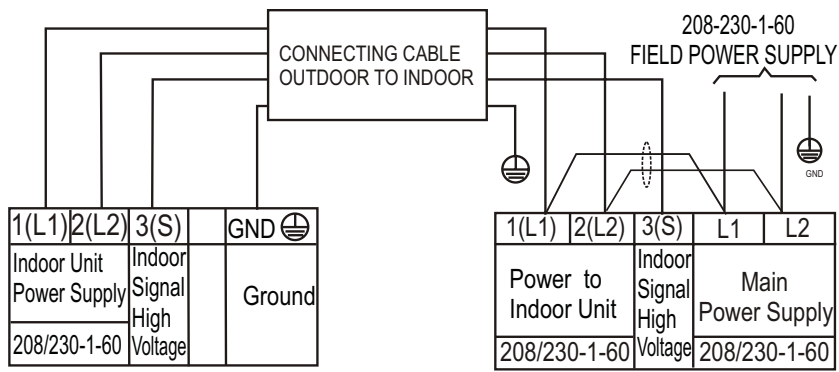 208-230-1-60
FIELD POWER SUPPLY
CONNECTING CABLE
OUTDOOR TO INDOOR
GND
1(L1) 2(L2) 3(S) GND
Indoor Unit
Power Supply
208/230-1-60
Indoor
Signal
High
Voltage
Ground
1(L1) 2(L2) 3(S) L1 L2
Power to
Indoor Unit
208/230-1-60
Indoor
Signal
High
Voltage
Main
Power Supply
208/230-1-60